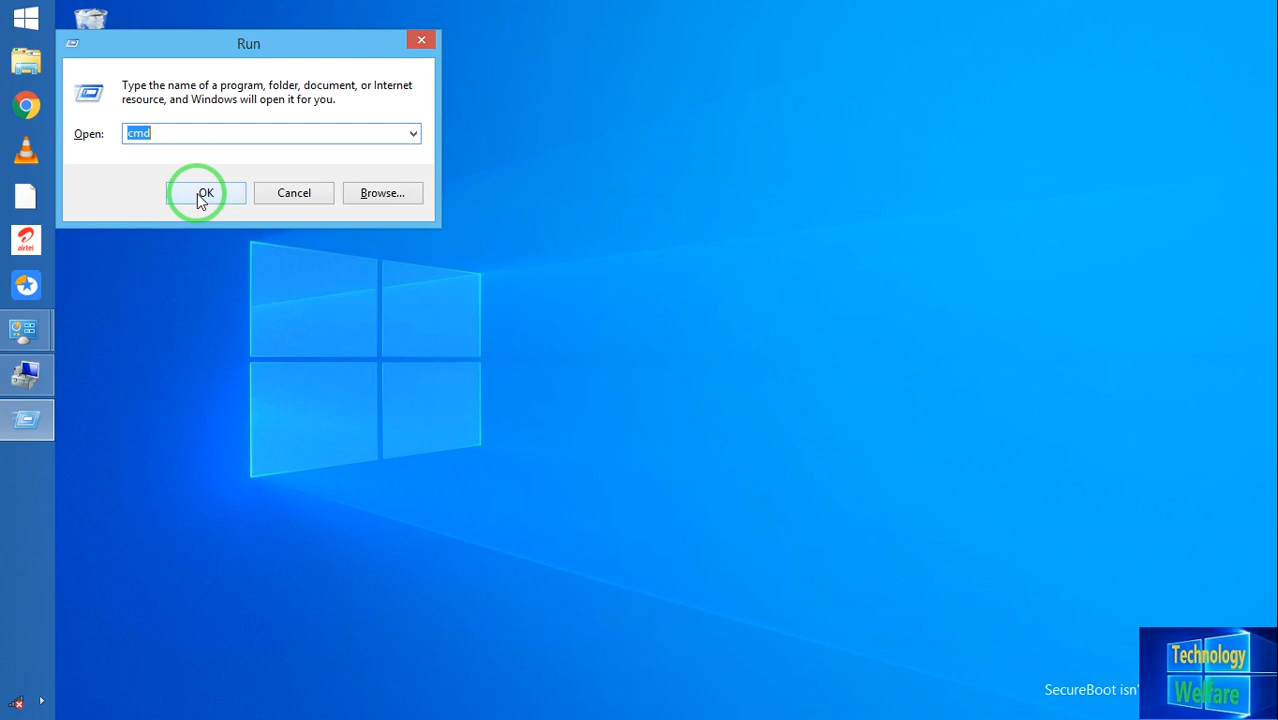 Run
Type the name of a program, folder, document, or Internet
resource, and Windows will open it for you.
Open:
cmd
OK
Cancel
Browse...
airtel
SecureBoot isn'
Technology
Welfare